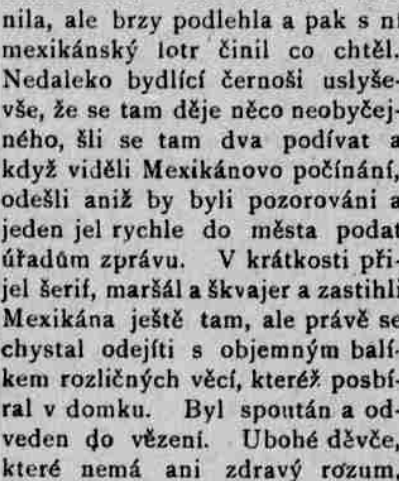 nila, ale brzy podlehla a pak s ní
mexikánský lotr činil co chtěl.
Nedaleko bydlící černoši uslyše-
vše, že se tam děje něco neobyčej-
ného, šli se tam dva podívat a
když viděli Mexikánovo počínání,
odešli aniž by byli pozorováni a
jeden jel rychle do města podat
úřadům zprávu. V krátkosti při-
jel šerif, maršál a škvajer a zastihli
Mexikána ještě tam, ale právě se
chystal odejíti s objemným balí-
kem rozličných věcí, kteréž posbí-
ral v domku. Byl spoután a od-
veden do vězení. Ubohé děvče,
které nemá ani zdravý rozum,